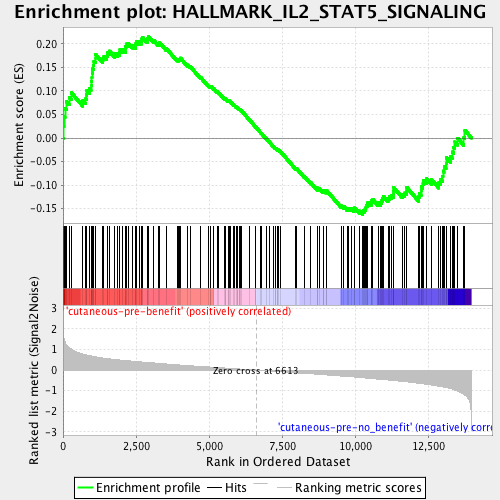 Enrichment plot: HALLMARK_IL2_STAT5_SIGNALING
Enrichment score (ES)
0.20
0.15
0.10
0.05
0.00
-0.05
-0.10
-0.15
Ranked list metric (Signal2Noise)
'cutaneous-pre-benefit' (positively correlated)
3
2
1
0
-1
-2
-3
Zero cross at 6613
'cutaneous-pre-no_benefit' (negatively corre
0
2,500
5,000
7,500
10,000
12,500
Rank in Ordered Dataset
Enrichment profile
Hits
Ranking metric scores